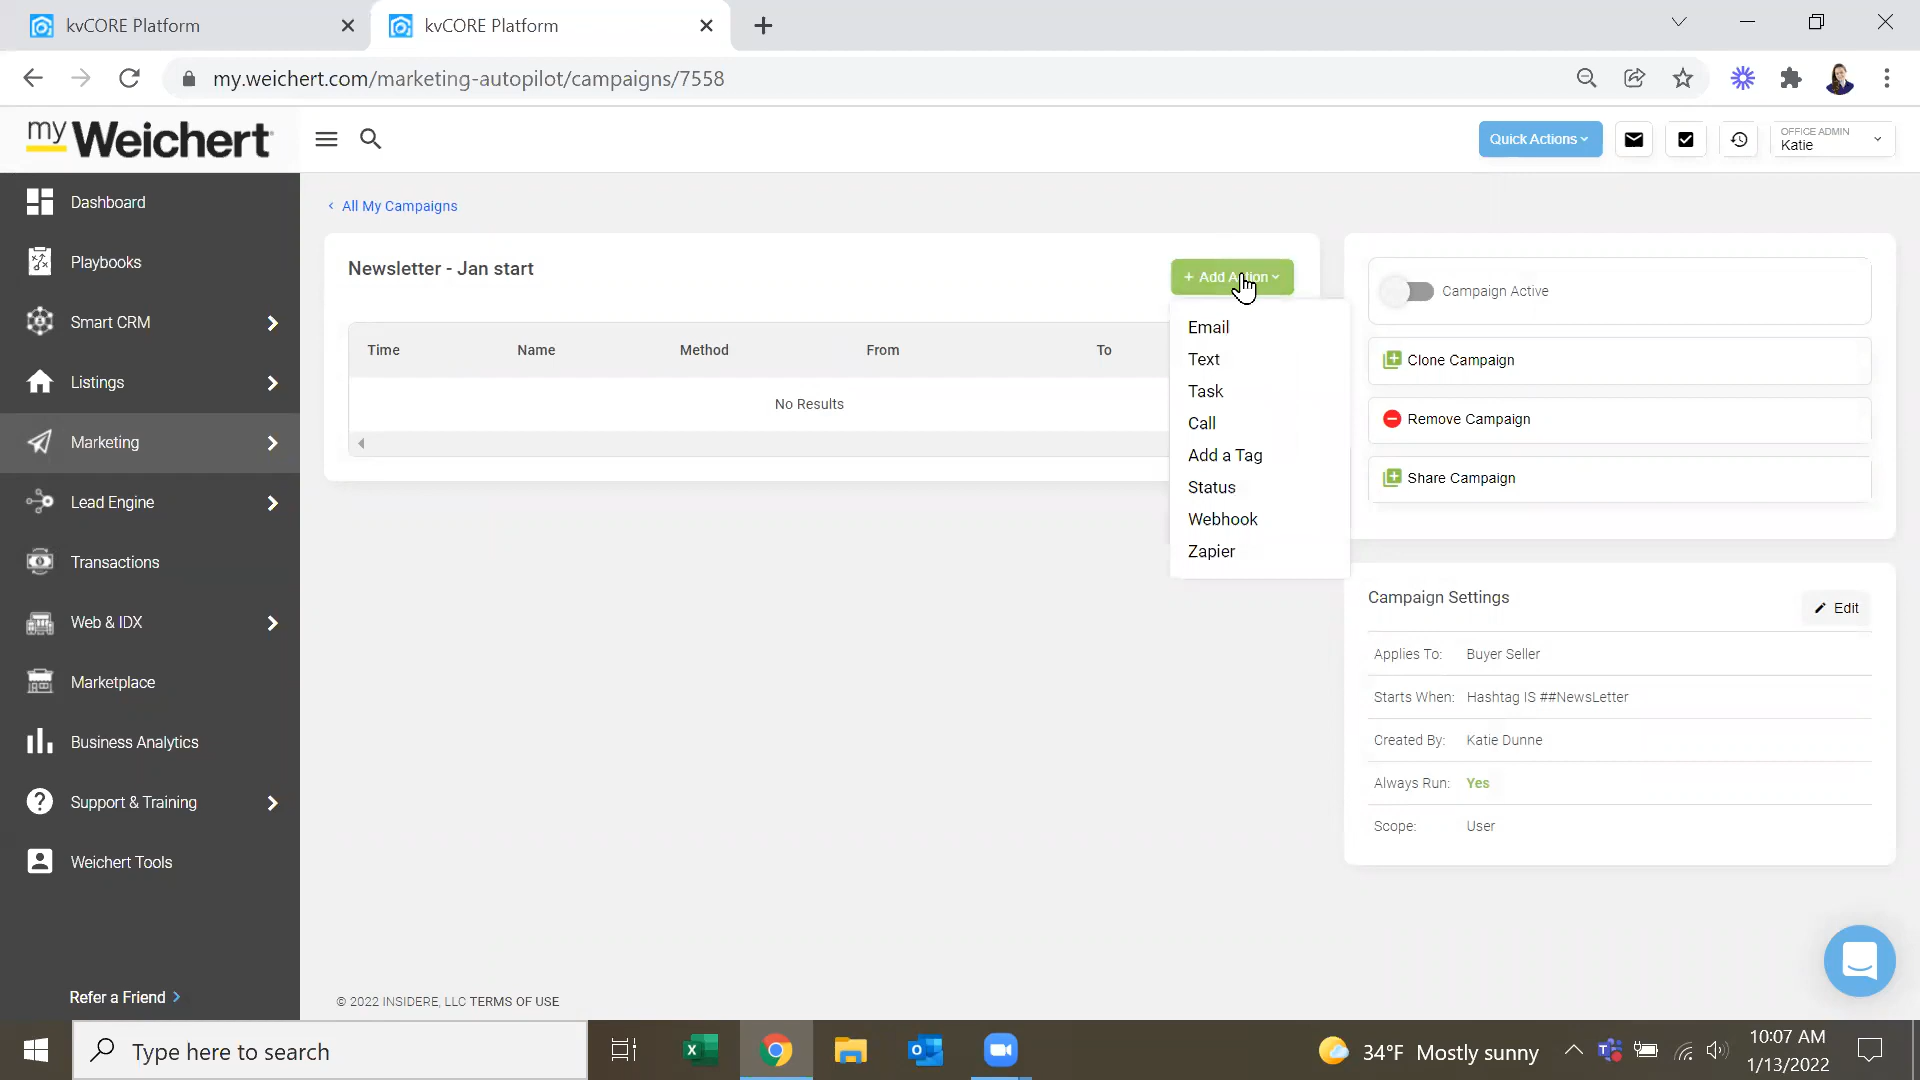 kvCORE Platform
kvCORE Platform
my.weichert.com/marketing-autopilot/campaigns/7558
my Weichert
Quick Actions
OFFICE ADMIN
Katie
Dashboard
Playbooks
Smart CRM
Listings
Marketing
Lead Engine
Transactions
Web & IDX
Marketplace
Business Analytics
Support & Training
Weichert Tools
Refer a Friend
All My Campaigns
Newsletter - Jan start
+ Add Action
Time Name Method From To
No Results
Email
Text
Task
Call
Add a Tag
Status
Webhook
Zapier
Campaign Active
Clone Campaign
Remove Campaign
Share Campaign
Campaign Settings
Edit
Applies To: Buyer Seller
Starts When: Hashtag IS ##NewsLetter
Created By: Katie Dunne
Always Run: Yes
Scope: User
© 2022 INSIDERE, LLC TERMS OF USE
Type here to search
34°F Mostly sunny
10:07 AM
1/13/2022